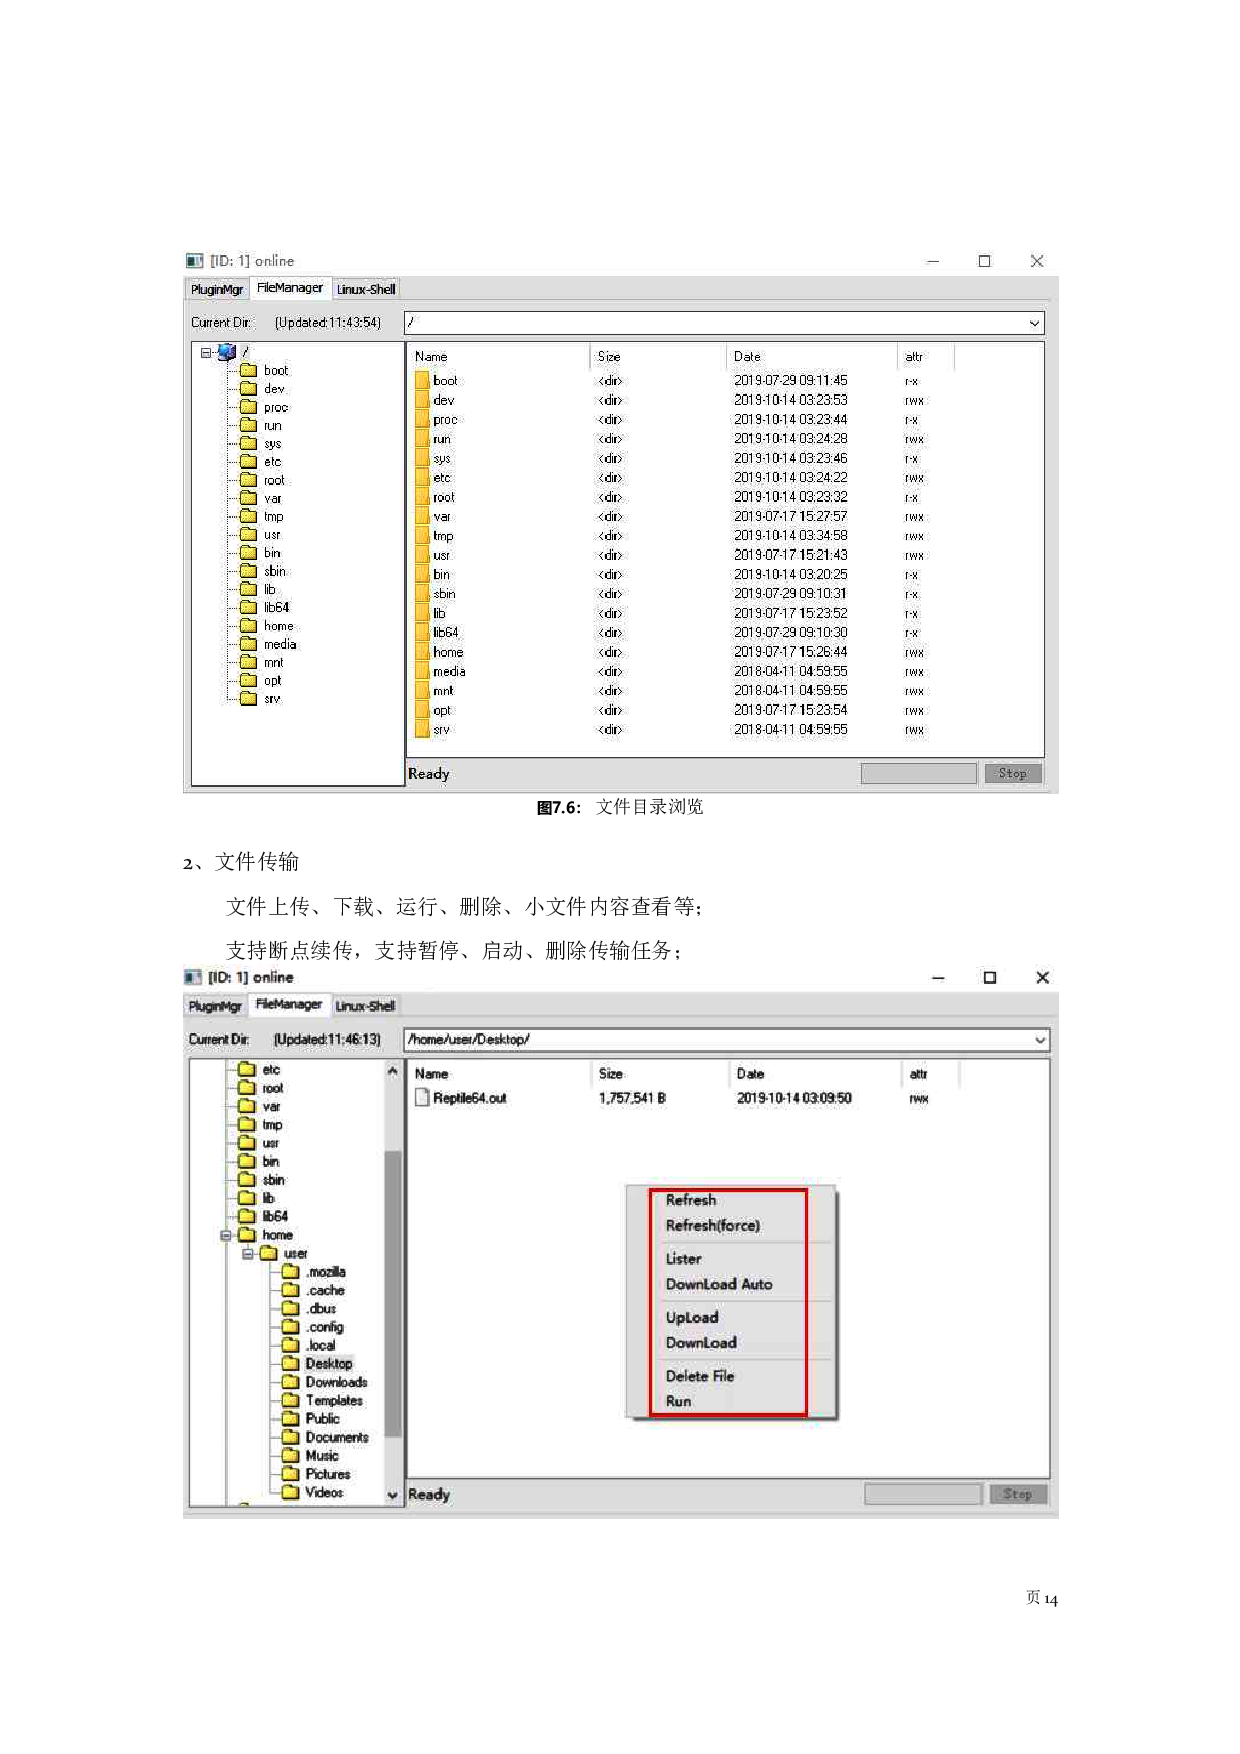 [ID: 1] online
PluginMgr FileManager Linux-Shell
Current Dir: (Updated:11:43:54) /
/
boot
dev
proc
run
sys
etc
root
var
tmp
usr
bin
sbin
lib
lib64
home
media
mnt
opt
srv
Name Size Date attr
boot <dir> 2019-07-29 09:11:45 r-x
dev <dir> 2019-10-14 03:23:53 rwx
proc <dir> 2019-10-14 03:23:44 r-x
run <dir> 2019-10-14 03:24:28 rwx
sys <dir> 2019-10-14 03:23:46 r-x
etc <dir> 2019-10-14 03:24:22 rwx
root <dir> 2019-10-14 03:23:32 r-x
var <dir> 2019-07-17 15:27:57 rwx
tmp <dir> 2019-10-14 03:34:58 rwx
usr <dir> 2019-07-17 15:21:43 rwx
bin <dir> 2019-10-14 03:20:25 r-x
sbin <dir> 2019-07-29 09:10:31 r-x
lib <dir> 2019-07-17 15:23:52 r-x
lib64 <dir> 2019-07-29 09:10:30 r-x
home <dir> 2019-07-17 15:26:44 rwx
media <dir> 2018-04-11 04:59:55 rwx
mnt <dir> 2018-04-11 04:59:55 rwx
opt <dir> 2019-07-17 15:23:54 rwx
srv <dir> 2018-04-11 04:59:55 rwx
Ready Stop
图7.6: 文件目录浏览
2、文件传输
文件上传、下载、运行、删除、小文件内容查看等；
支持断点续传，支持暂停、启动、删除传输任务；
[ID: 1] online
PluginMgr FileManager Linux-Shell
Current Dir: (Updated:11:46:13) /home/user/Desktop/
etc
root
var
tmp
usr
bin
sbin
lib
lib64
home
user
.mozilla
.cache
.dbus
.config
.local
Desktop
Downloads
Templates
Public
Documents
Music
Pictures
Videos
Name Size Date attr
Reptile64.out 1,757,541 B 2019-10-14 03:09:50 rwx
Refresh
Refresh(force)
Lister
DownLoad Auto
UpLoad
DownLoad
Delete File
Run
Ready Stop
页 14